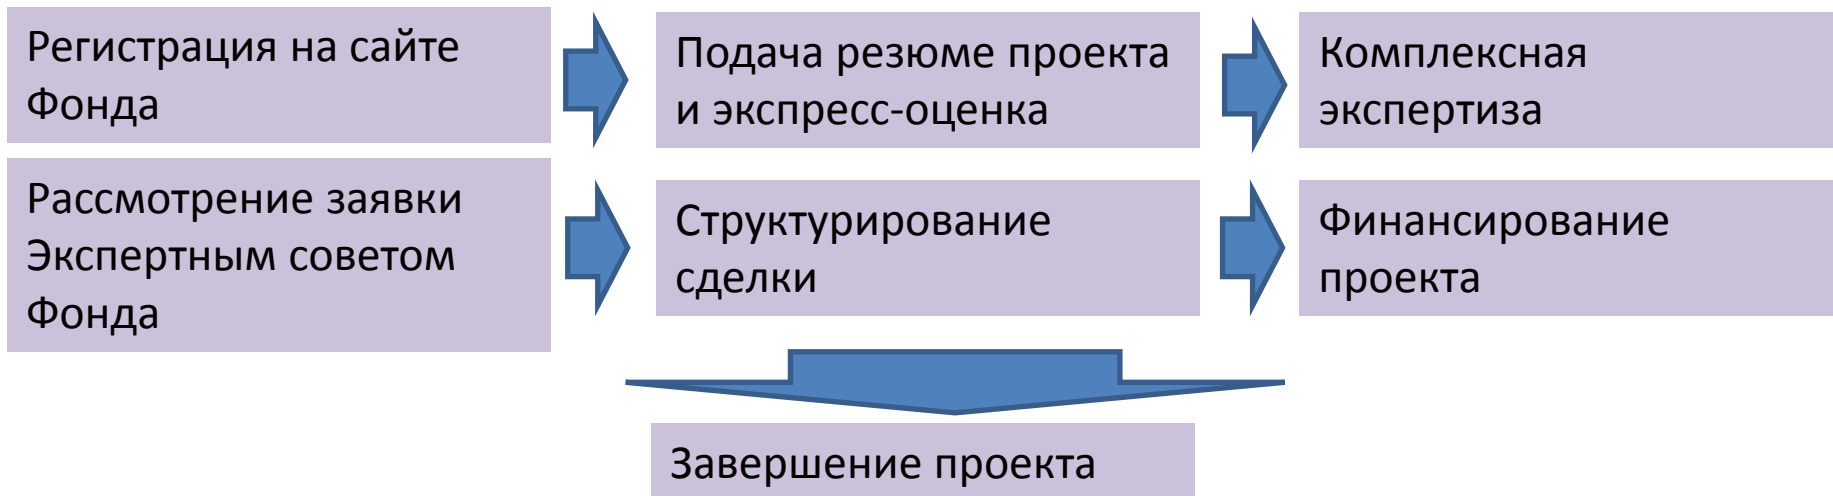 Регистрация на сайте
Фонда
Подача резюме проекта
и экспресс-оценка
Комплексная
экспертиза
Рассмотрение заявки
Экспертным советом
Фонда
Структурирование
сделки
Финансирование
проекта
Завершение проекта